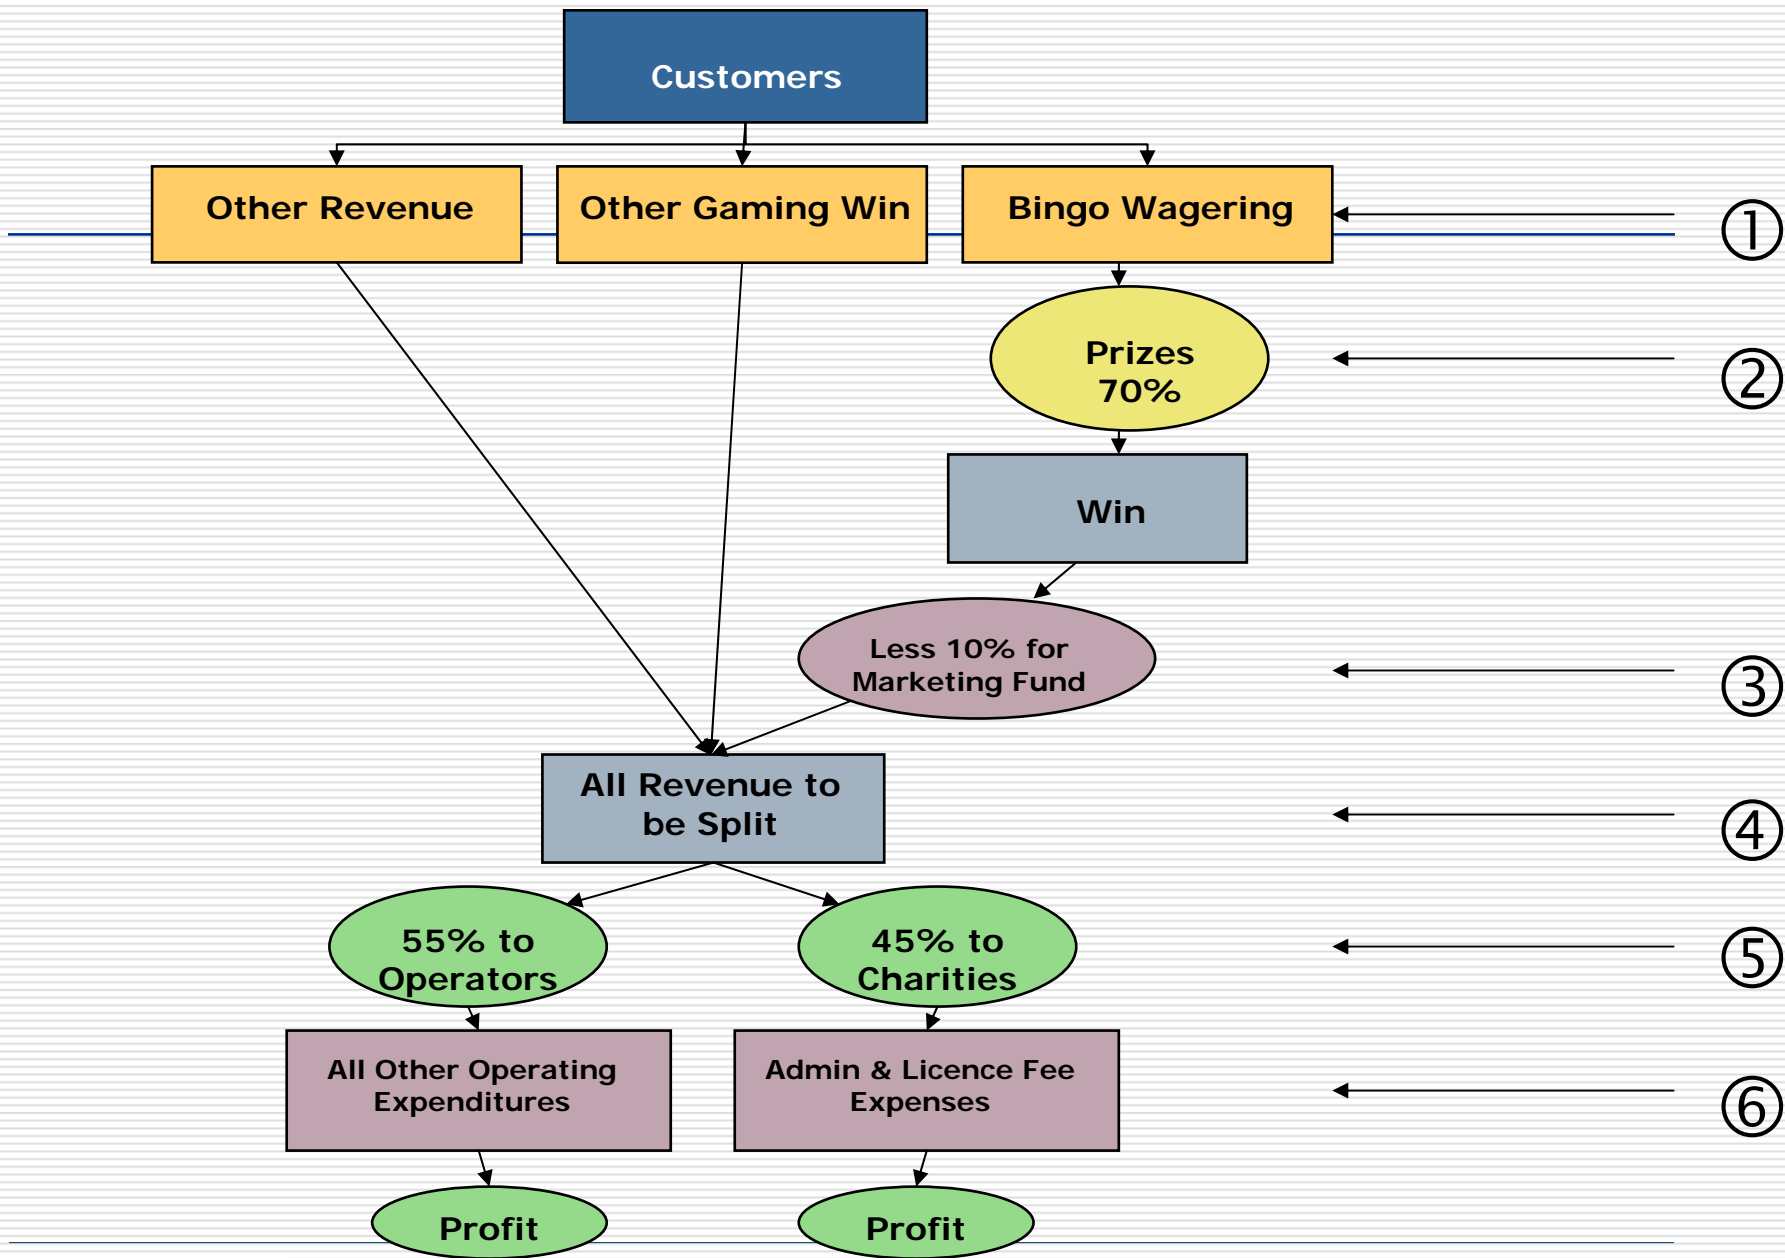 Customers
Other Revenue
Other Gaming Win
Bingo Wagering
①
Prizes
70%
②
Win
Less 10% for
Marketing Fund
③
All Revenue to
be Split
④
55% to
Operators
45% to
Charities
⑤
All Other Operating
Expenditures
Admin & Licence Fee
Expenses
⑥
Profit
Profit